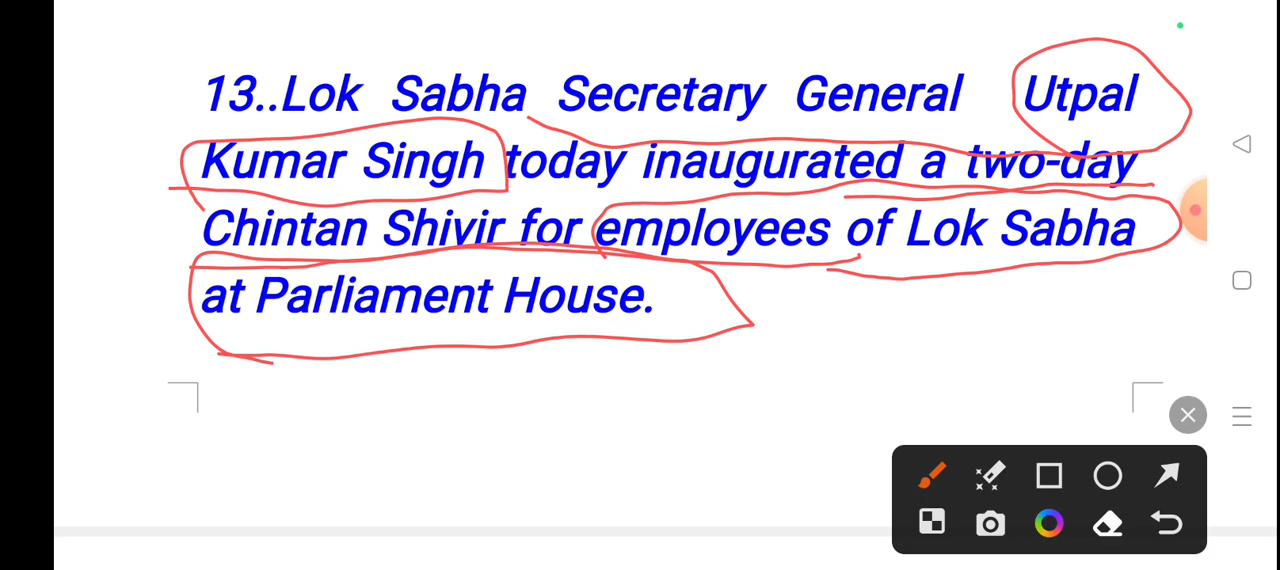 13..Lok Sabha Secretary General Utpal
Kumar Singh today inaugurated a two-day
Chintan Shivir for employees of Lok Sabha
at Parliament House.